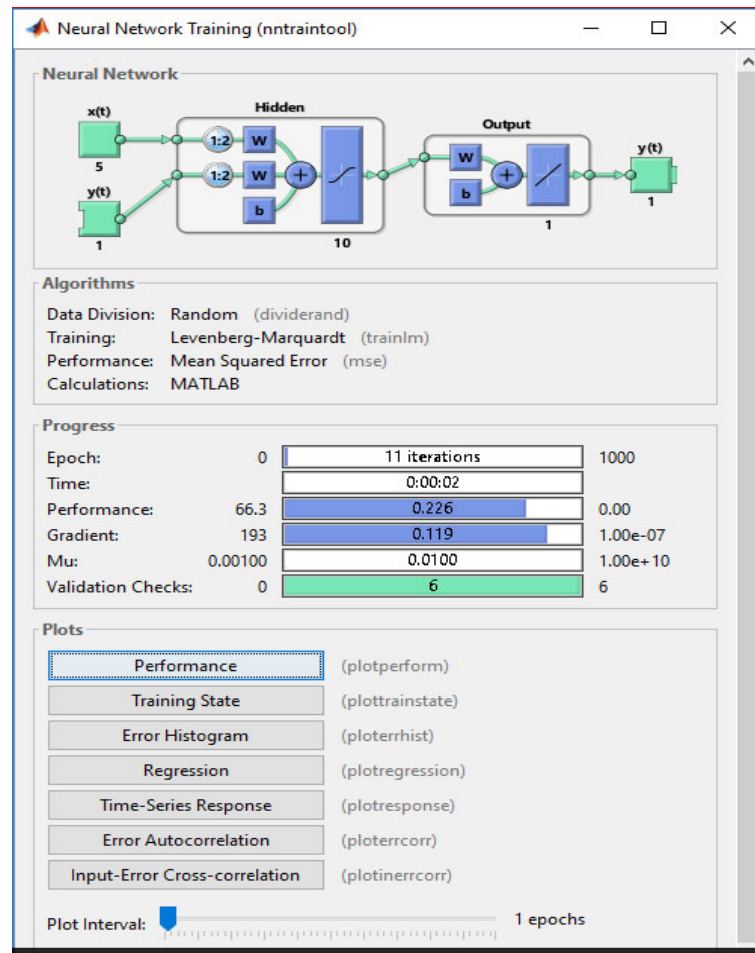 Neural Network Training (nntraintool)
Neural Network
x(t)
5
y(t)
1
Hidden
1:2 W
1:2 W
+
b
10
Output
W
+
b
1
y(t)
1
Algorithms
Data Division: Random (dividerand)
Training: Levenberg-Marquardt (trainlm)
Performance: Mean Squared Error (mse)
Calculations: MATLAB
Progress
Epoch: 0 11 iterations 1000
Time: 0:00:02
Performance: 66.3 0.226 0.00
Gradient: 193 0.119 1.00e-07
Mu: 0.00100 0.0100 1.00e+10
Validation Checks: 0 6 6
Plots
Performance (plotperform)
Training State (plottrainstate)
Error Histogram (ploterrhist)
Regression (plotregression)
Time-Series Response (plotresponse)
Error Autocorrelation (ploterrcorr)
Input-Error Cross-correlation (plotinerrcorr)
Plot Interval: 1 epochs